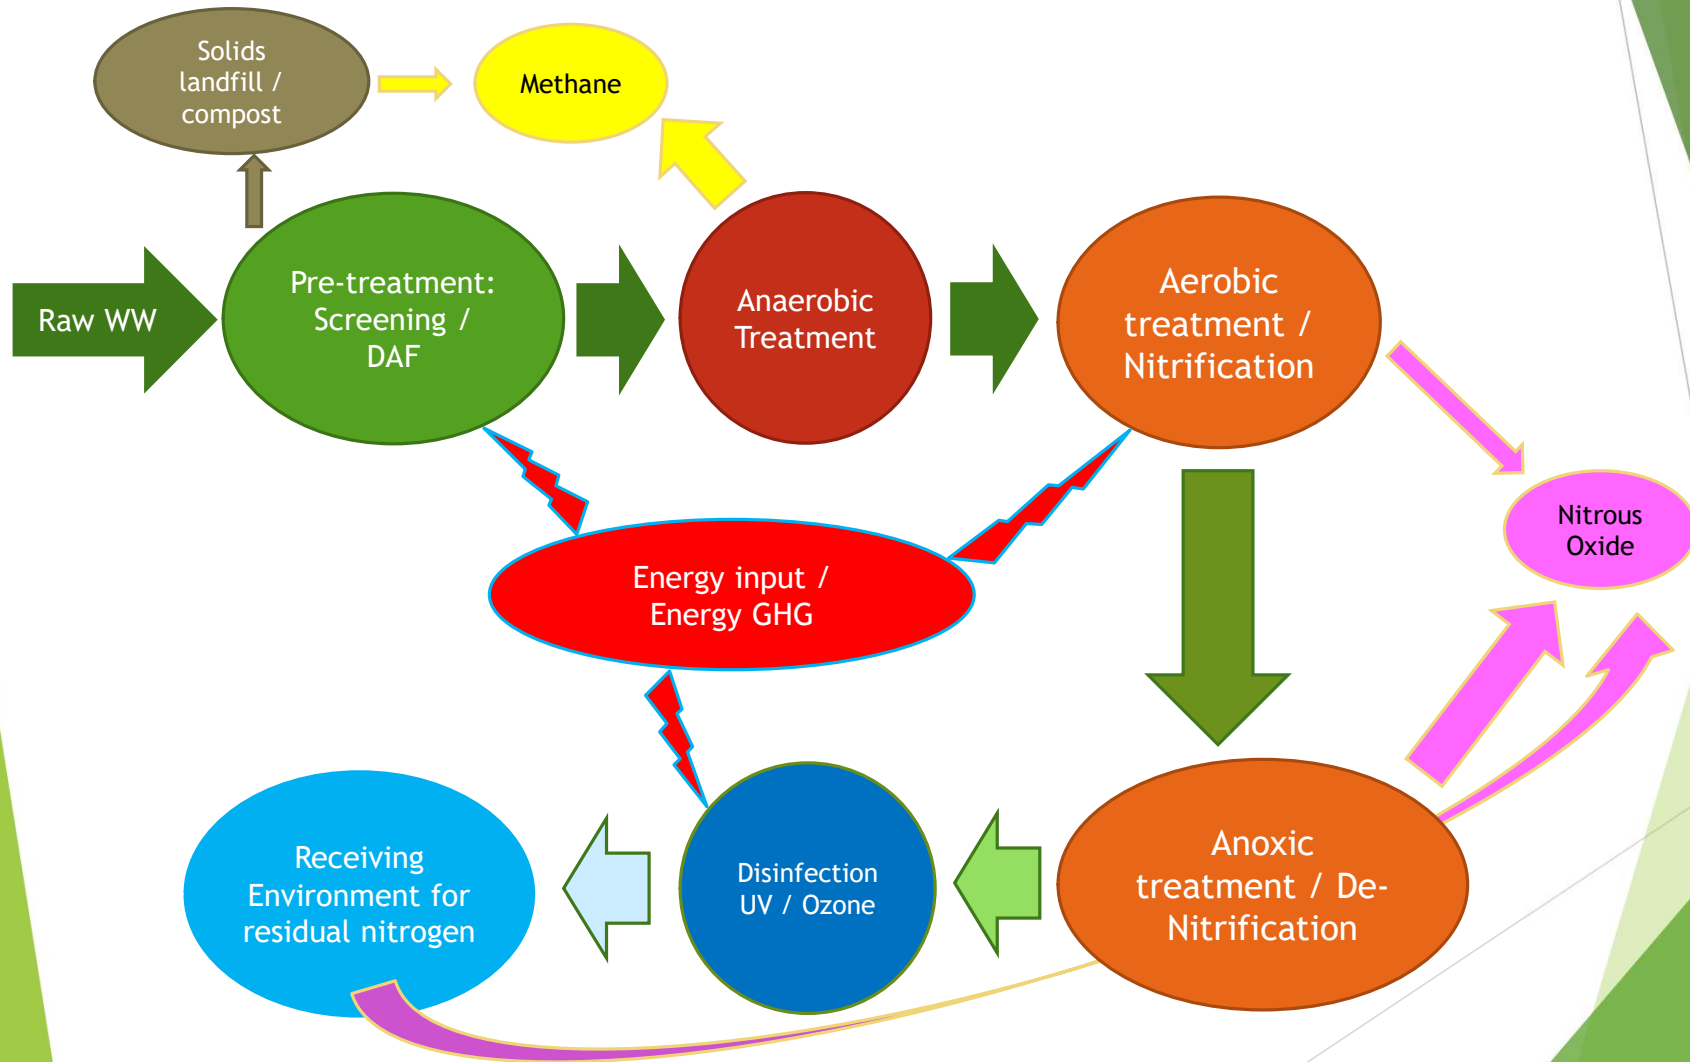 Solids
landfill /
compost
Methane
Raw WW
Pre-treatment:
Screening /
DAF
Anaerobic
Treatment
Aerobic
treatment /
Nitrification
Nitrous
Oxide
Energy input /
Energy GHG
Receiving
Environment for
residual nitrogen
Disinfection
UV / Ozone
Anoxic
treatment / De-
Nitrification